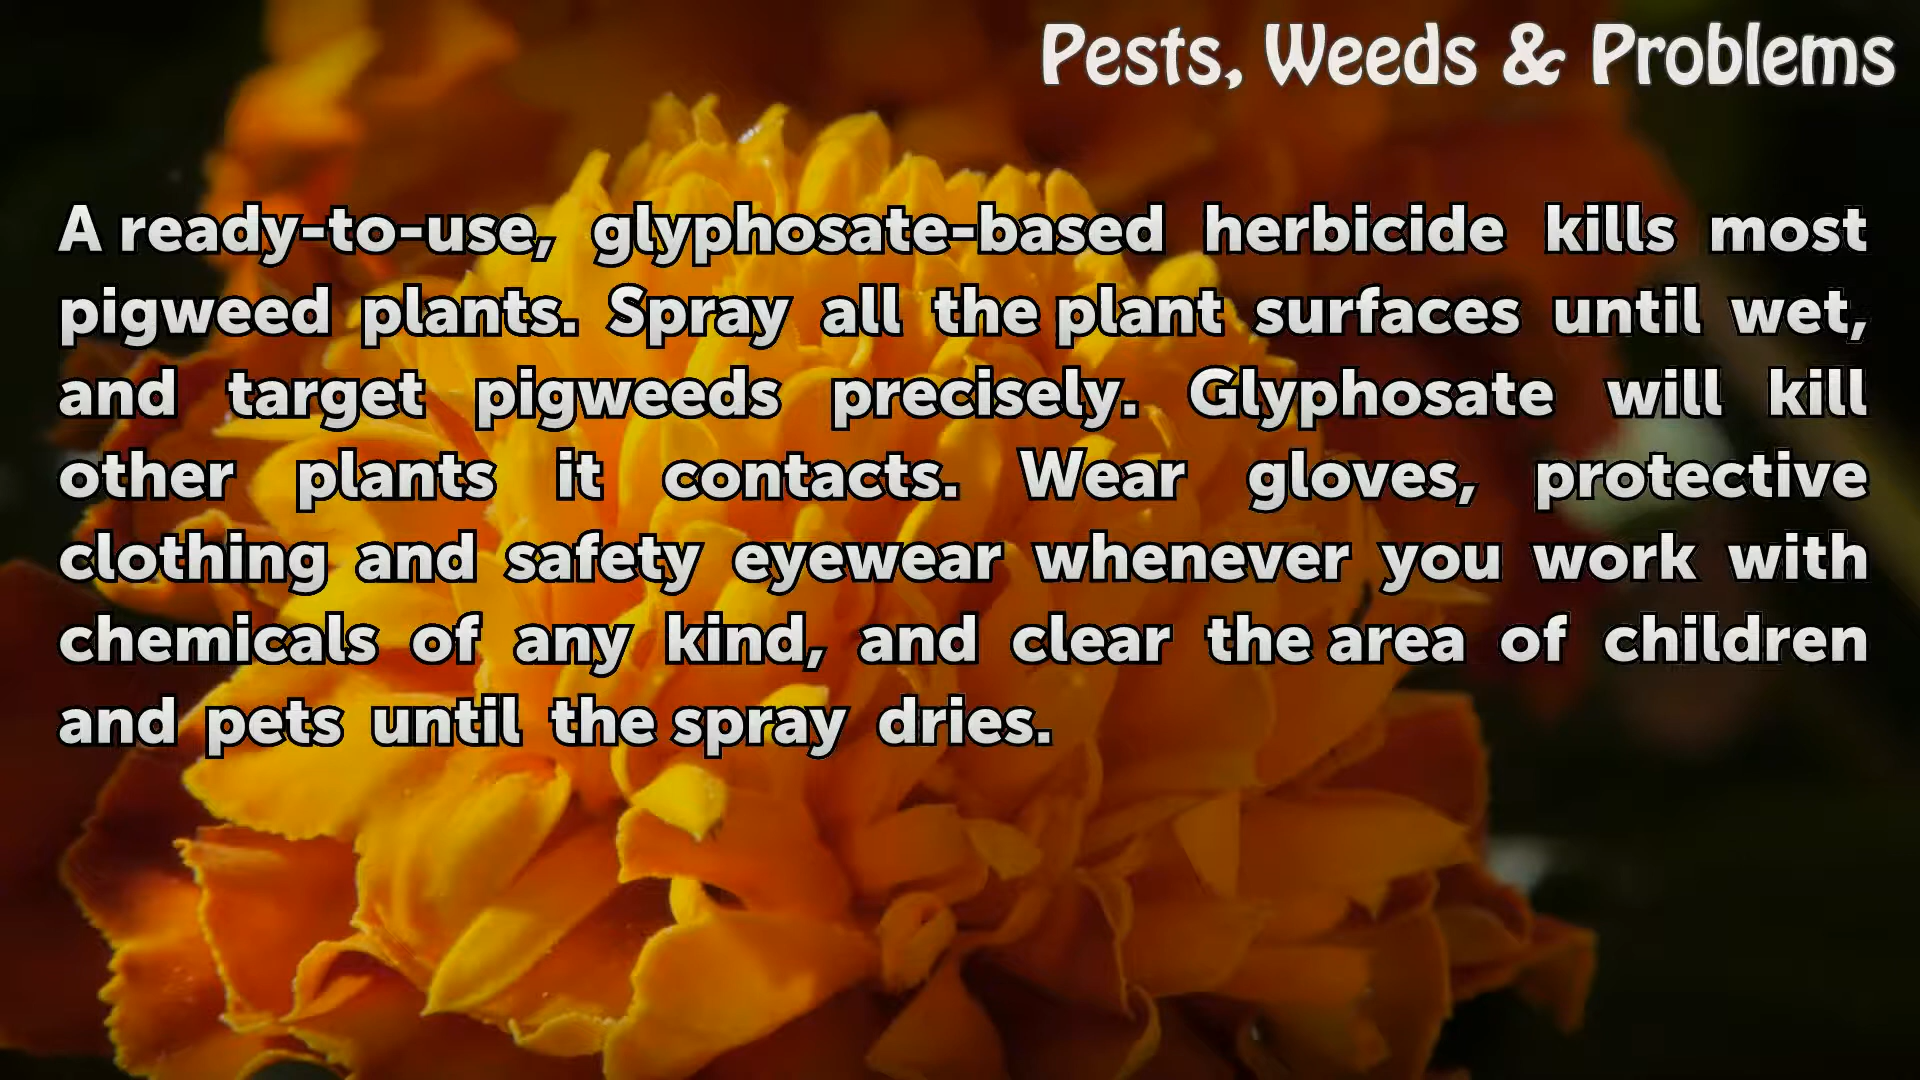 Pests, Weeds & Problems
A ready-to-use, glyphosate-based herbicide kills most
pigweed plants. Spray all the plant surfaces until wet,
and target pigweeds precisely. Glyphosate will kill
other plants it contacts. Wear gloves, protective
clothing and safety eyewear whenever you work with
chemicals of any kind, and clear the area of children
and pets until the spray dries.